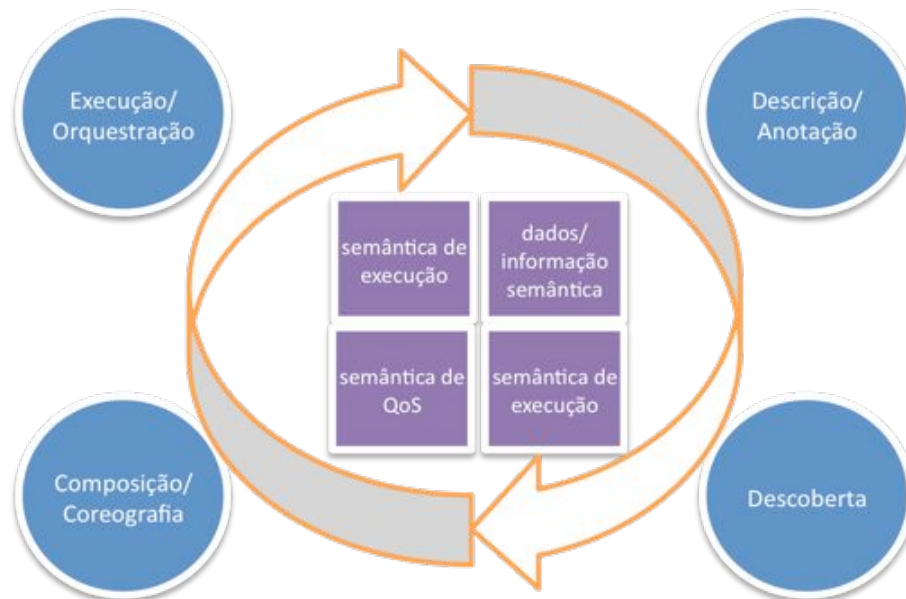 Execução/
Orquestração
Descrição/
Anotação
semântica de
execução
dados/
informação
semântica
semântica de
QoS
semântica de
execução
Composição/
Coreografia
Descoberta